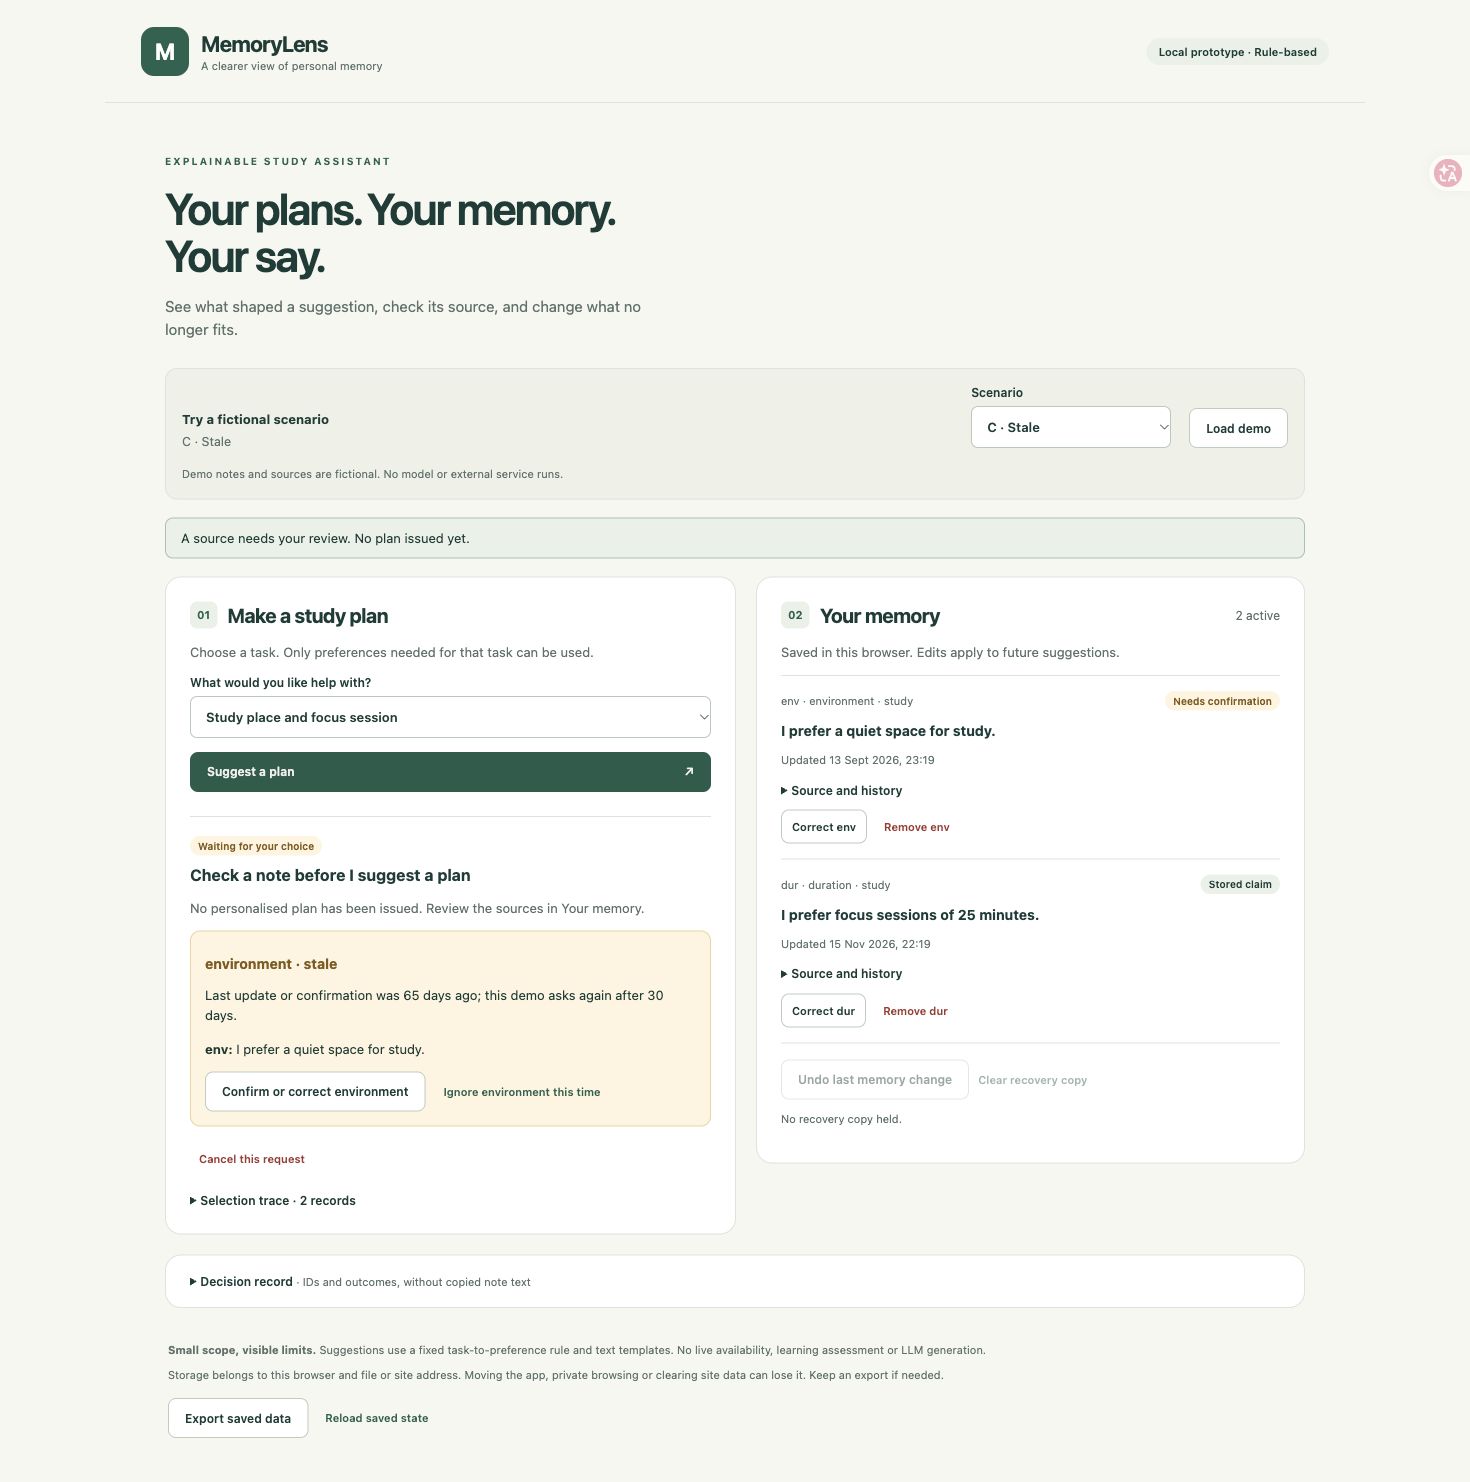 M
MemoryLens
A clearer view of personal memory
Local prototype · Rule-based
EXPLAINABLE STUDY ASSISTANT
Your plans. Your memory.
Your say.
See what shaped a suggestion, check its source, and change what no
longer fits.
Try a fictional scenario
C · Stale
Demo notes and sources are fictional. No model or external service runs.
Scenario
C · Stale
Load demo
A source needs your review. No plan issued yet.
01
Make a study plan
Choose a task. Only preferences needed for that task can be used.
What would you like help with?
Study place and focus session
Suggest a plan ↗
Waiting for your choice
Check a note before I suggest a plan
No personalised plan has been issued. Review the sources in Your memory.
environment · stale
Last update or confirmation was 65 days ago; this demo asks again after 30
days.
env: I prefer a quiet space for study.
Confirm or correct environment
Ignore environment this time
Cancel this request
Selection trace · 2 records
02
Your memory
2 active
Saved in this browser. Edits apply to future suggestions.
env · environment · study
Needs confirmation
I prefer a quiet space for study.
Updated 13 Sept 2026, 23:19
Source and history
Correct env
Remove env
dur · duration · study
Stored claim
I prefer focus sessions of 25 minutes.
Updated 15 Nov 2026, 22:19
Source and history
Correct dur
Remove dur
Undo last memory change
Clear recovery copy
No recovery copy held.
Decision record · IDs and outcomes, without copied note text
Small scope, visible limits. Suggestions use a fixed task-to-preference rule and text templates. No live availability, learning assessment or LLM generation.
Storage belongs to this browser and file or site address. Moving the app, private browsing or clearing site data can lose it. Keep an export if needed.
Export saved data
Reload saved state